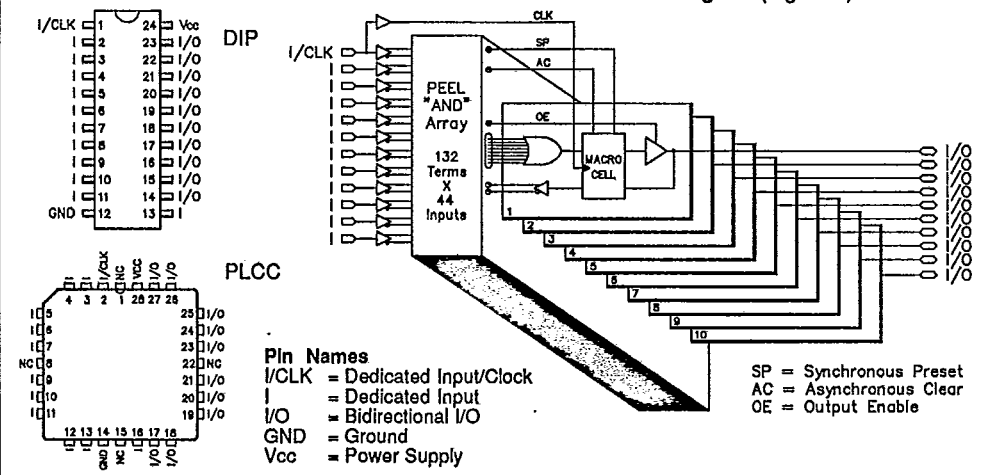 DIP
I/CLK 1 24 Vcc
I 2 23 I/O
I 3 22 I/O
I 4 21 I/O
I 5 20 I/O
I 6 19 I/O
I 7 18 I/O
I 8 17 I/O
I 9 16 I/O
I 10 15 I/O
I 11 14 I/O
GND 12 13 I
PLCC
I I I/CLK NC VCC I/O I/O
4 3 2 1 28 27 26
I 5 25 I/O
I 6 24 I/O
I 7 23 I/O
NC 8 22 NC
I 9 21 I/O
I 10 20 I/O
I 11 19 I/O
12 13 14 15 16 17 18
I I GND NC I I/O I/O
Pin Names
I/CLK = Dedicated Input/Clock
I = Dedicated Input
I/O = Bidirectional I/O
GND = Ground
Vcc = Power Supply
CLK
I/CLK
I
I
I
I
I
I
I
I
I
I
I
PEEL
"AND"
Array
132
Terms
X
44
Inputs
SP
AC
OE
MACRO
CELL
1
2
3
4
5
6
7
8
9
10
I/O
I/O
I/O
I/O
I/O
I/O
I/O
I/O
I/O
I/O
SP = Synchronous Preset
AC = Asynchronous Clear
OE = Output Enable